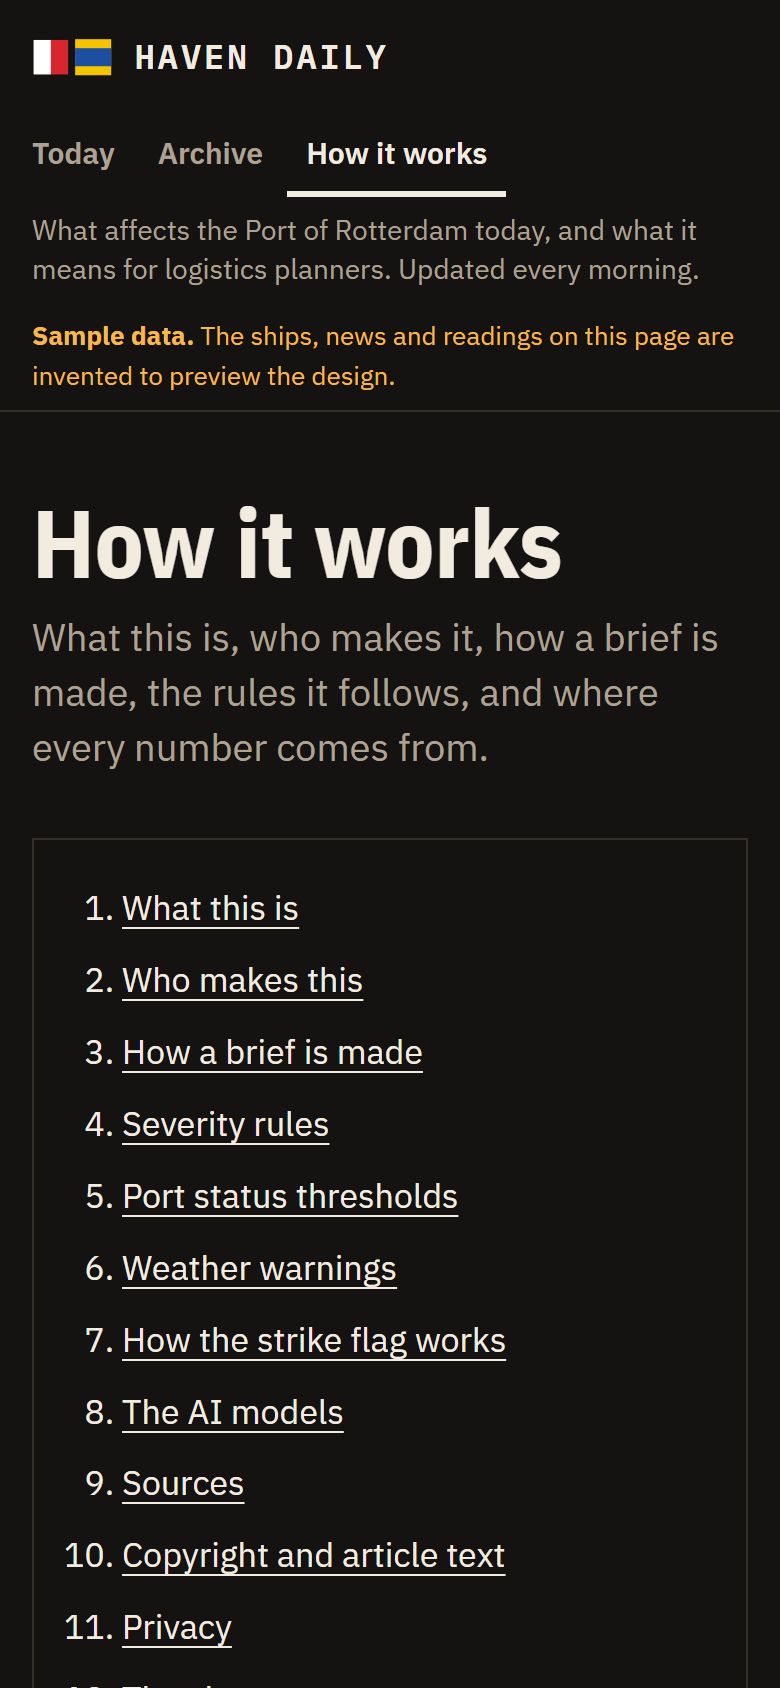 HAVEN DAILY
Today Archive How it works
What affects the Port of Rotterdam today, and what it
means for logistics planners. Updated every morning.
Sample data. The ships, news and readings on this page are
invented to preview the design.
How it works
What this is, who makes it, how a brief is
made, the rules it follows, and where
every number comes from.
1. What this is
2. Who makes this
3. How a brief is made
4. Severity rules
5. Port status thresholds
6. Weather warnings
7. How the strike flag works
8. The AI models
9. Sources
10. Copyright and article text
11. Privacy